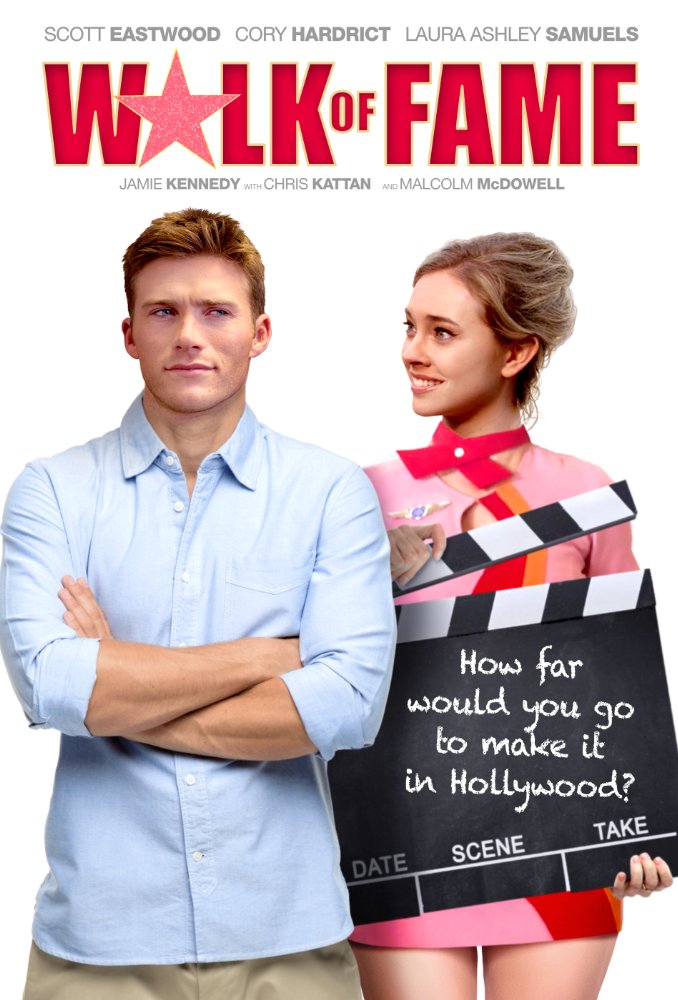 SCOTT EASTWOOD CORY HARDRICT LAURA ASHLEY SAMUELS
WALK OF FAME
JAMIE KENNEDY WITH CHRIS KATTAN AND MALCOLM McDOWELL
How far
would you go
to make it
in Hollywood?
DATE SCENE TAKE